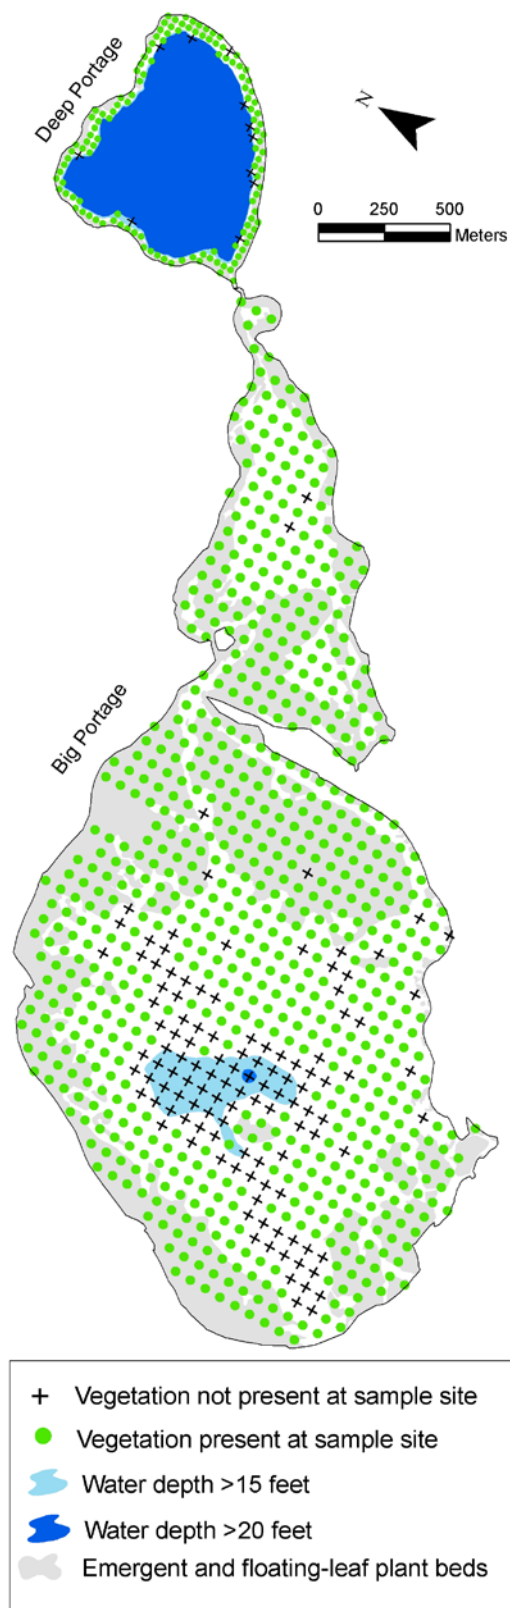 Deep Portage
N
0 250 500
Meters
Big Portage
Vegetation not present at sample site
Vegetation present at sample site
Water depth >15 feet
Water depth >20 feet
Emergent and floating-leaf plant beds